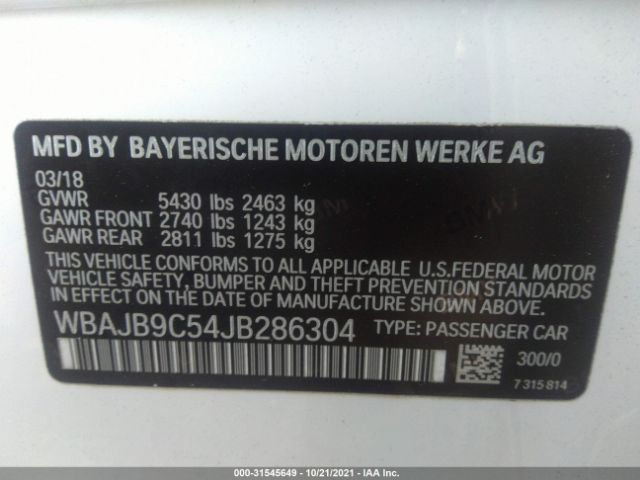 MFD BY BAYERISCHE MOTOREN WERKE AG
03/18
GVWR 5430 lbs 2463 kg
GAWR FRONT 2740 lbs 1243 kg
GAWR REAR 2811 lbs 1275 kg
THIS VEHICLE CONFORMS TO ALL APPLICABLE U.S.FEDERAL MOTOR
VEHICLE SAFETY, BUMPER AND THEFT PREVENTION STANDARDS
IN EFFECT ON THE DATE OF MANUFACTURE SHOWN ABOVE.
WBAJB9C54JB286304 TYPE: PASSENGER CAR
300/0
7 315 814
000-31545649 - 10/21/2021 - IAAI.com